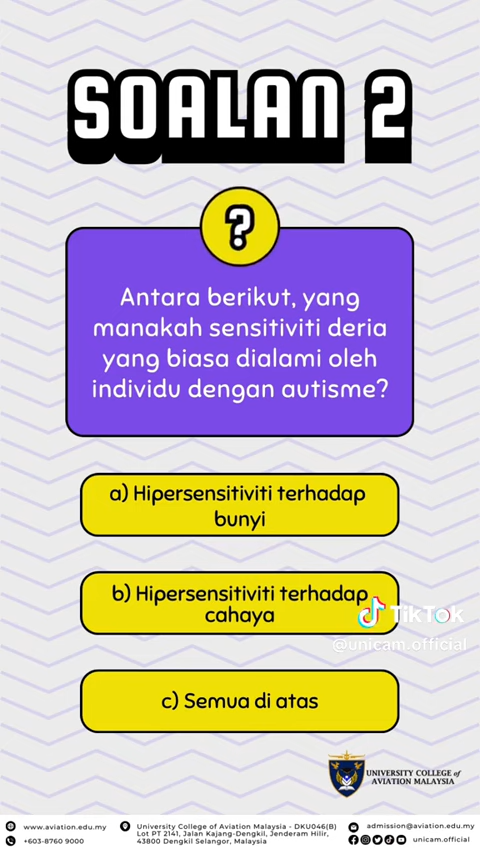 SOALAN 2
?
Antara berikut, yang
manakah sensitiviti deria
yang biasa dialami oleh
individu dengan autisme?
a) Hipersensitiviti terhadap
bunyi
b) Hipersensitiviti terhadap
cahaya
TikTok
@unicam.official
c) Semua di atas
UNIVERSITY COLLEGE of
AVIATION MALAYSIA
www.aviation.edu.my
+603-8760 9000
University College of Aviation Malaysia - DKU046(B)
Lot PT 2141, Jalan Kajang-Dengkil, Jenderam Hilir,
43800 Dengkil Selangor, Malaysia
admission@aviation.edu.my
unicam.official